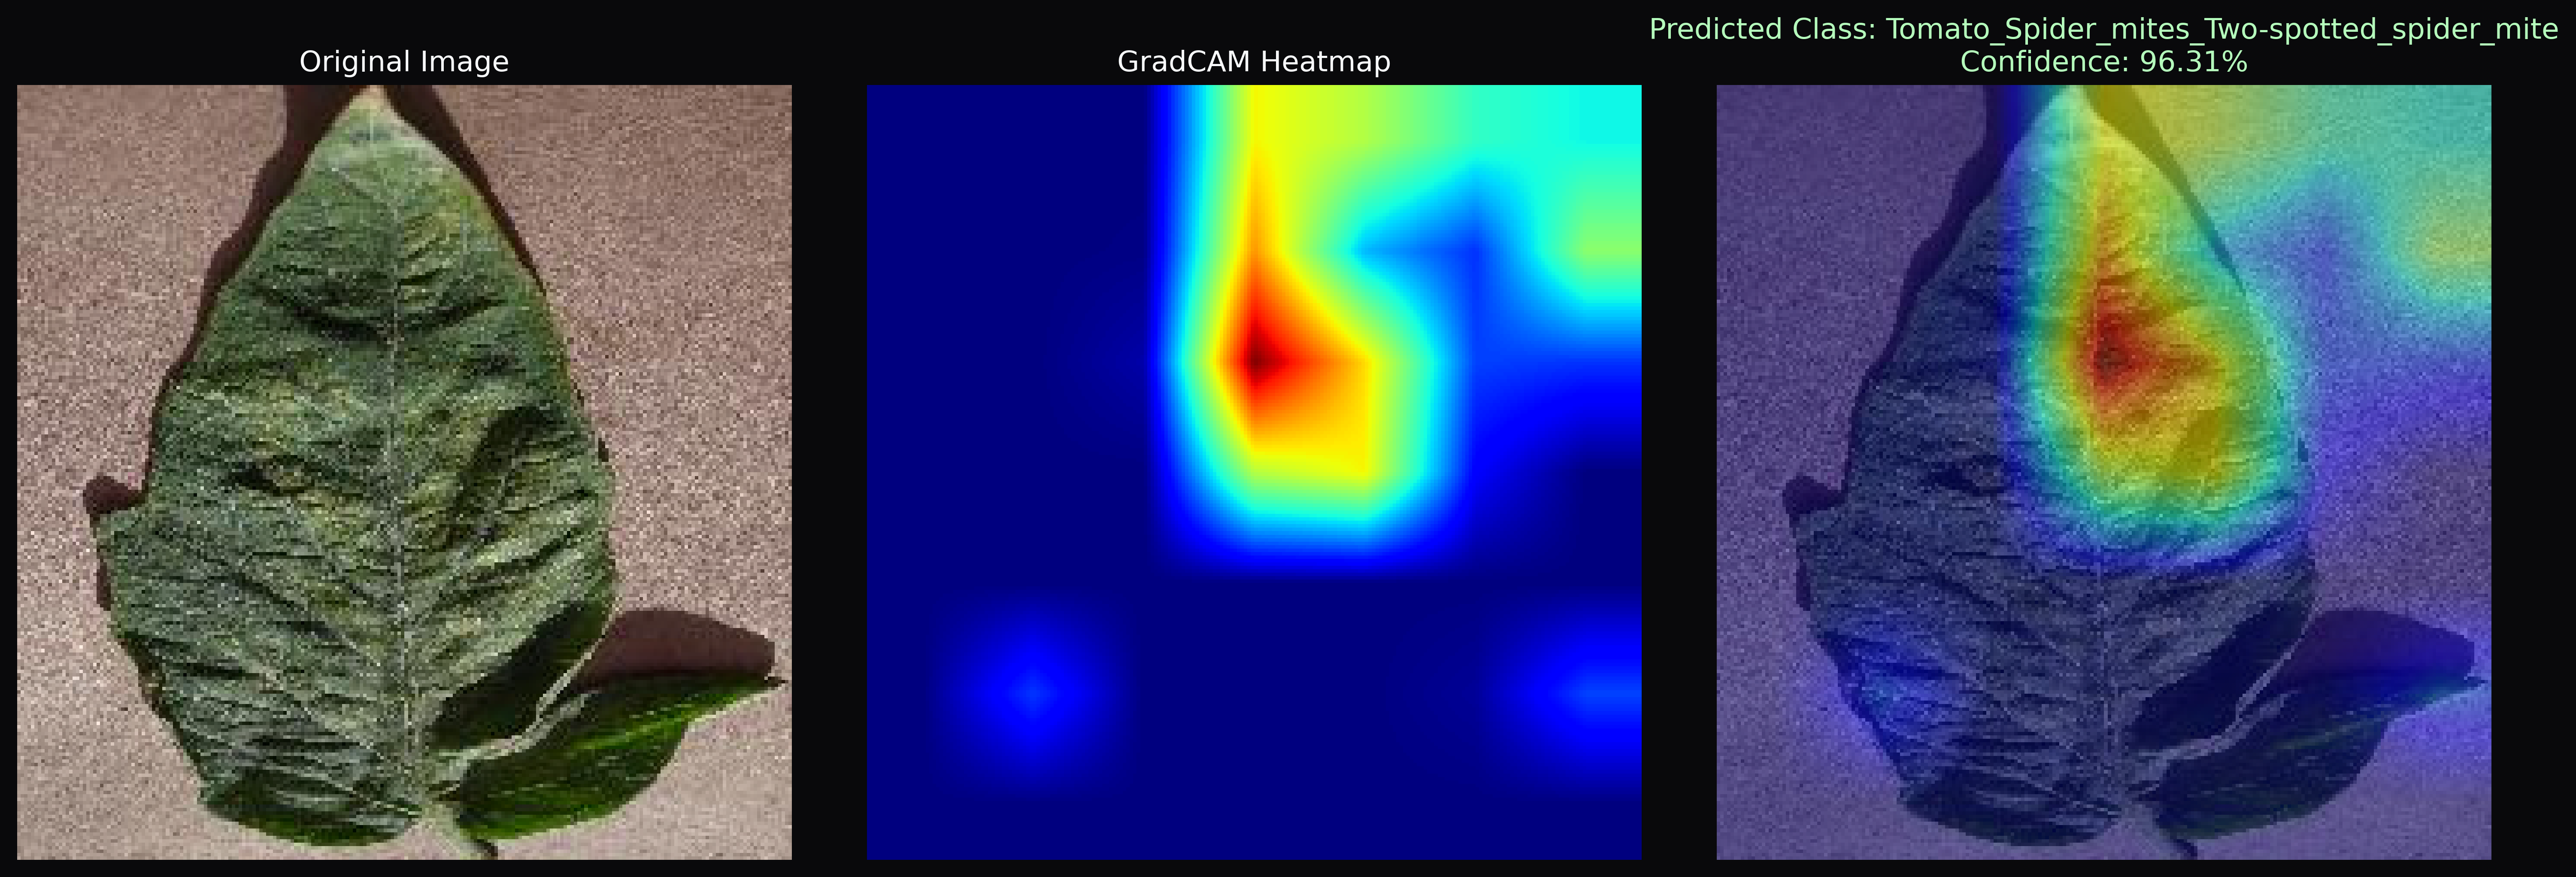 Original Image
GradCAM Heatmap
Predicted Class: Tomato_Spider_mites_Two-spotted_spider_mite
Confidence: 96.31%